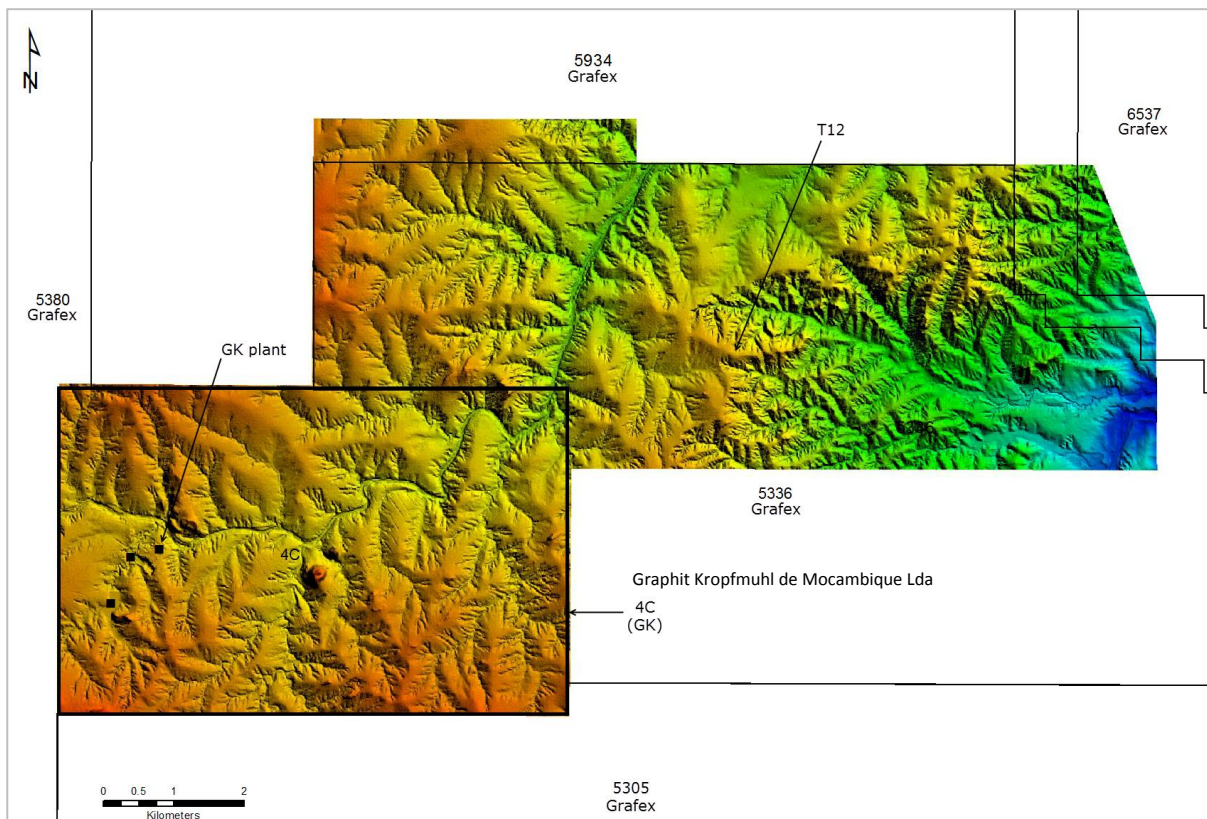 5934
Grafex
6537
Grafex
T12
N
5380
Grafex
GK plant
5336
Grafex
4C
Graphit Kropfmuhl de Mocambique Lda
4C
(GK)
0 0.5 1 2
Kilometers
5305
Grafex